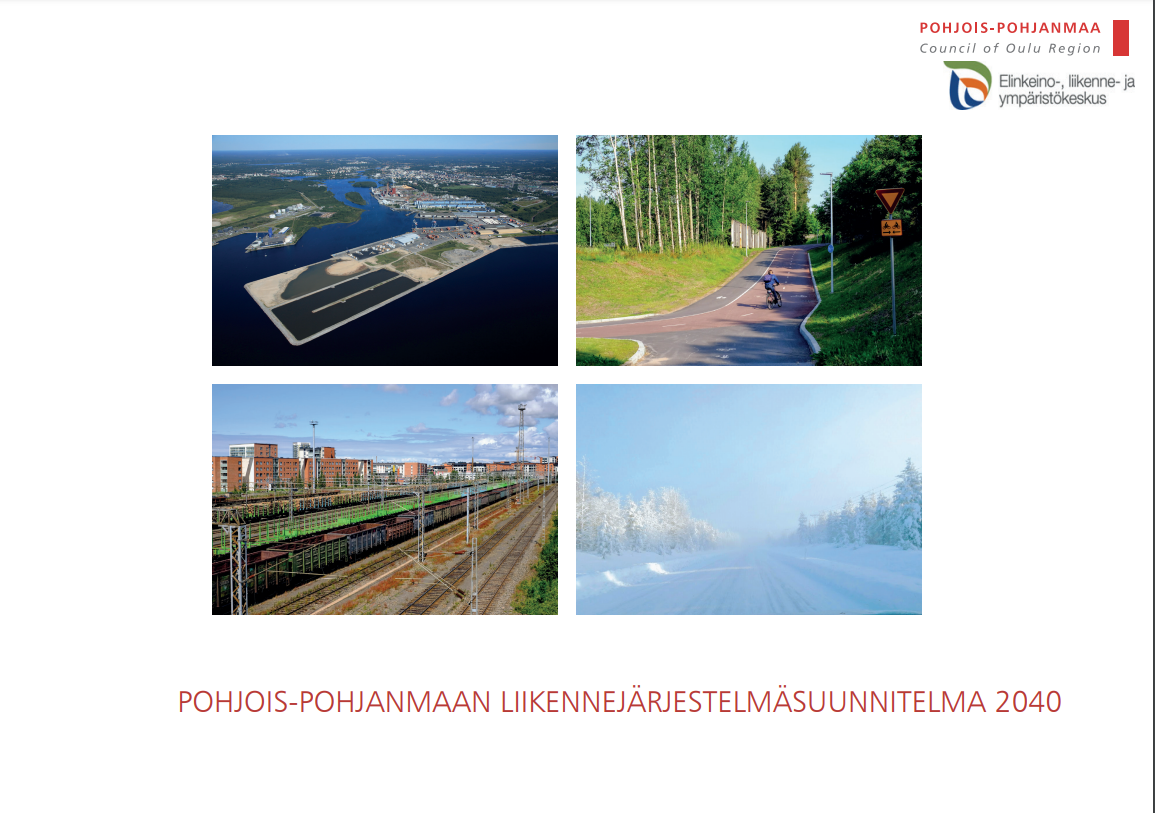 POHJOIS-POHJANMAA
Council of Oulu Region
Elinkeino-, liikenne- ja
ympäristökeskus
POHJOIS-POHJANMAAN LIIKENNEJÄRJESTELMÄSUUNNITELMA 2040